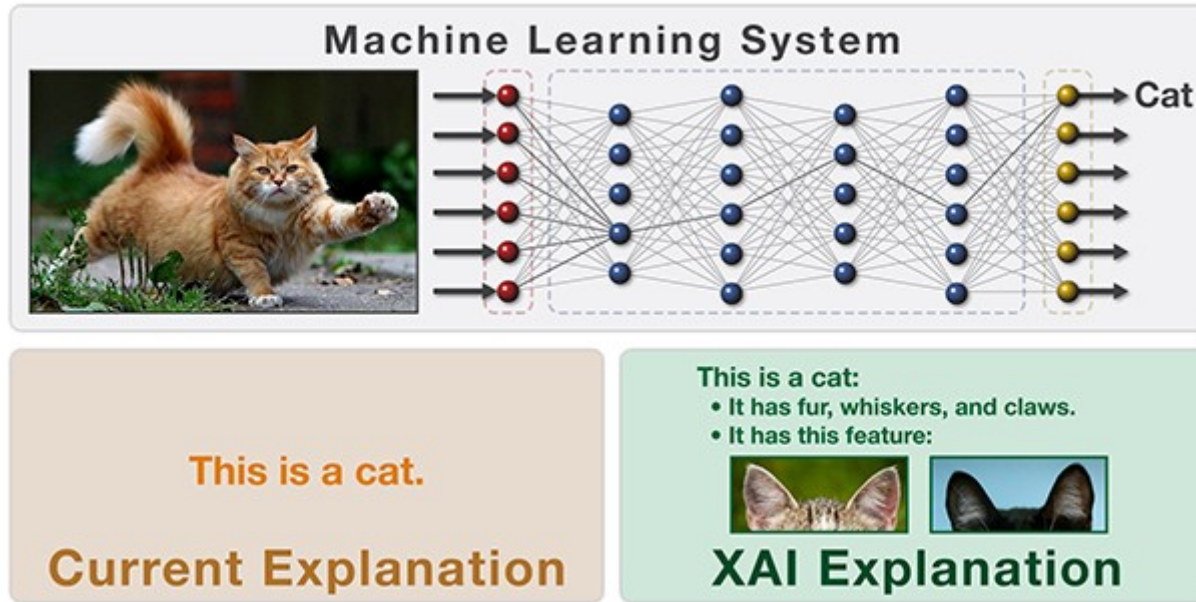 Machine Learning System
Cat
This is a cat.
Current Explanation
This is a cat:
• It has fur, whiskers, and claws.
• It has this feature:
XAI Explanation